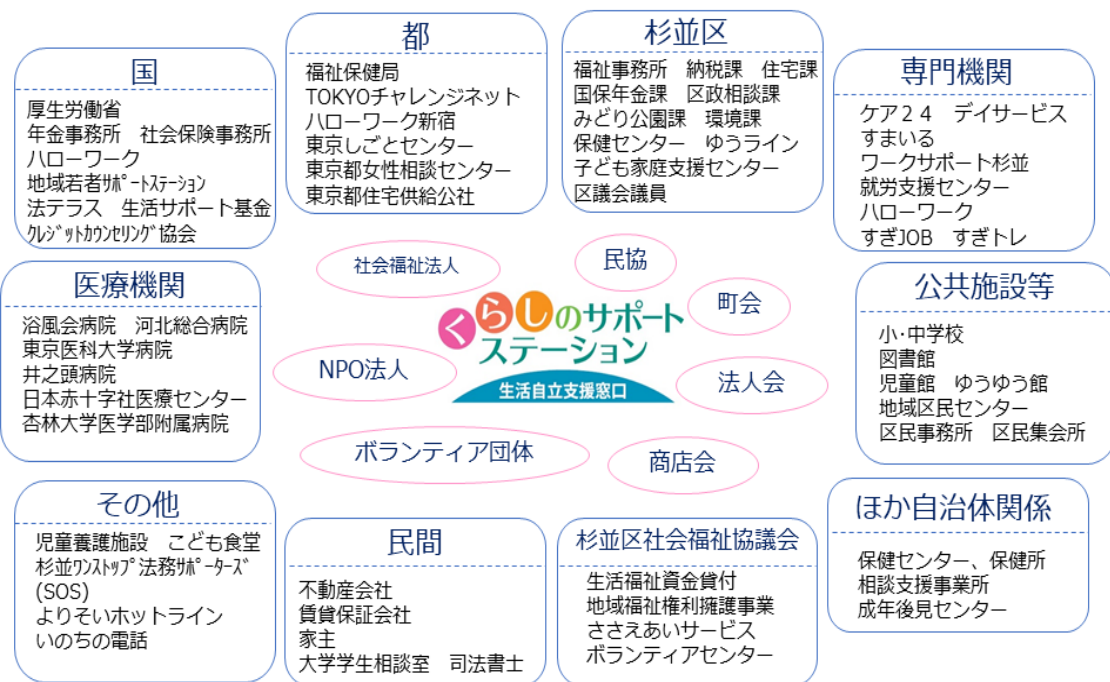 国
厚生労働省
年金事務所　社会保険事務所
ハローワーク
地域若者ｻﾎﾟｰﾄｽﾃｰｼｮﾝ
法テラス　生活サポート基金
ｸﾚｼﾞｯﾄｶｳﾝｾﾘﾝｸﾞ協会
都
福祉保健局
TOKYOチャレンジネット
ハローワーク新宿
東京しごとセンター
東京都女性相談センター
東京都住宅供給公社
杉並区
福祉事務所　納税課　住宅課
国保年金課　区政相談課
みどり公園課　環境課
保健センター　ゆうライン
子ども家庭支援センター
区議会議員
専門機関
ケア２４　デイサービス
すまいる
ワークサポート杉並
就労支援センター
ハローワーク
すぎJOB　すぎトレ
医療機関
浴風会病院　河北総合病院
東京医科大学病院
井之頭病院
日本赤十字社医療センター
杏林大学医学部附属病院
社会福祉法人
民協
町会
NPO法人
くらしのサポート
ステーション
生活自立支援窓口
法人会
ボランティア団体
商店会
公共施設等
小・中学校
図書館
児童館　ゆうゆう館
地域区民センター
区民事務所　区民集会所
その他
児童養護施設　こども食堂
杉並ﾜﾝｽﾄｯﾌﾟ法務ｻﾎﾟｰﾀｰｽﾞ
(SOS)
よりそいホットライン
いのちの電話
民間
不動産会社
賃貸保証会社
家主
大学学生相談室　司法書士
杉並区社会福祉協議会
生活福祉資金貸付
地域福祉権利擁護事業
ささえあいサービス
ボランティアセンター
ほか自治体関係
保健センター、保健所
相談支援事業所
成年後見センター